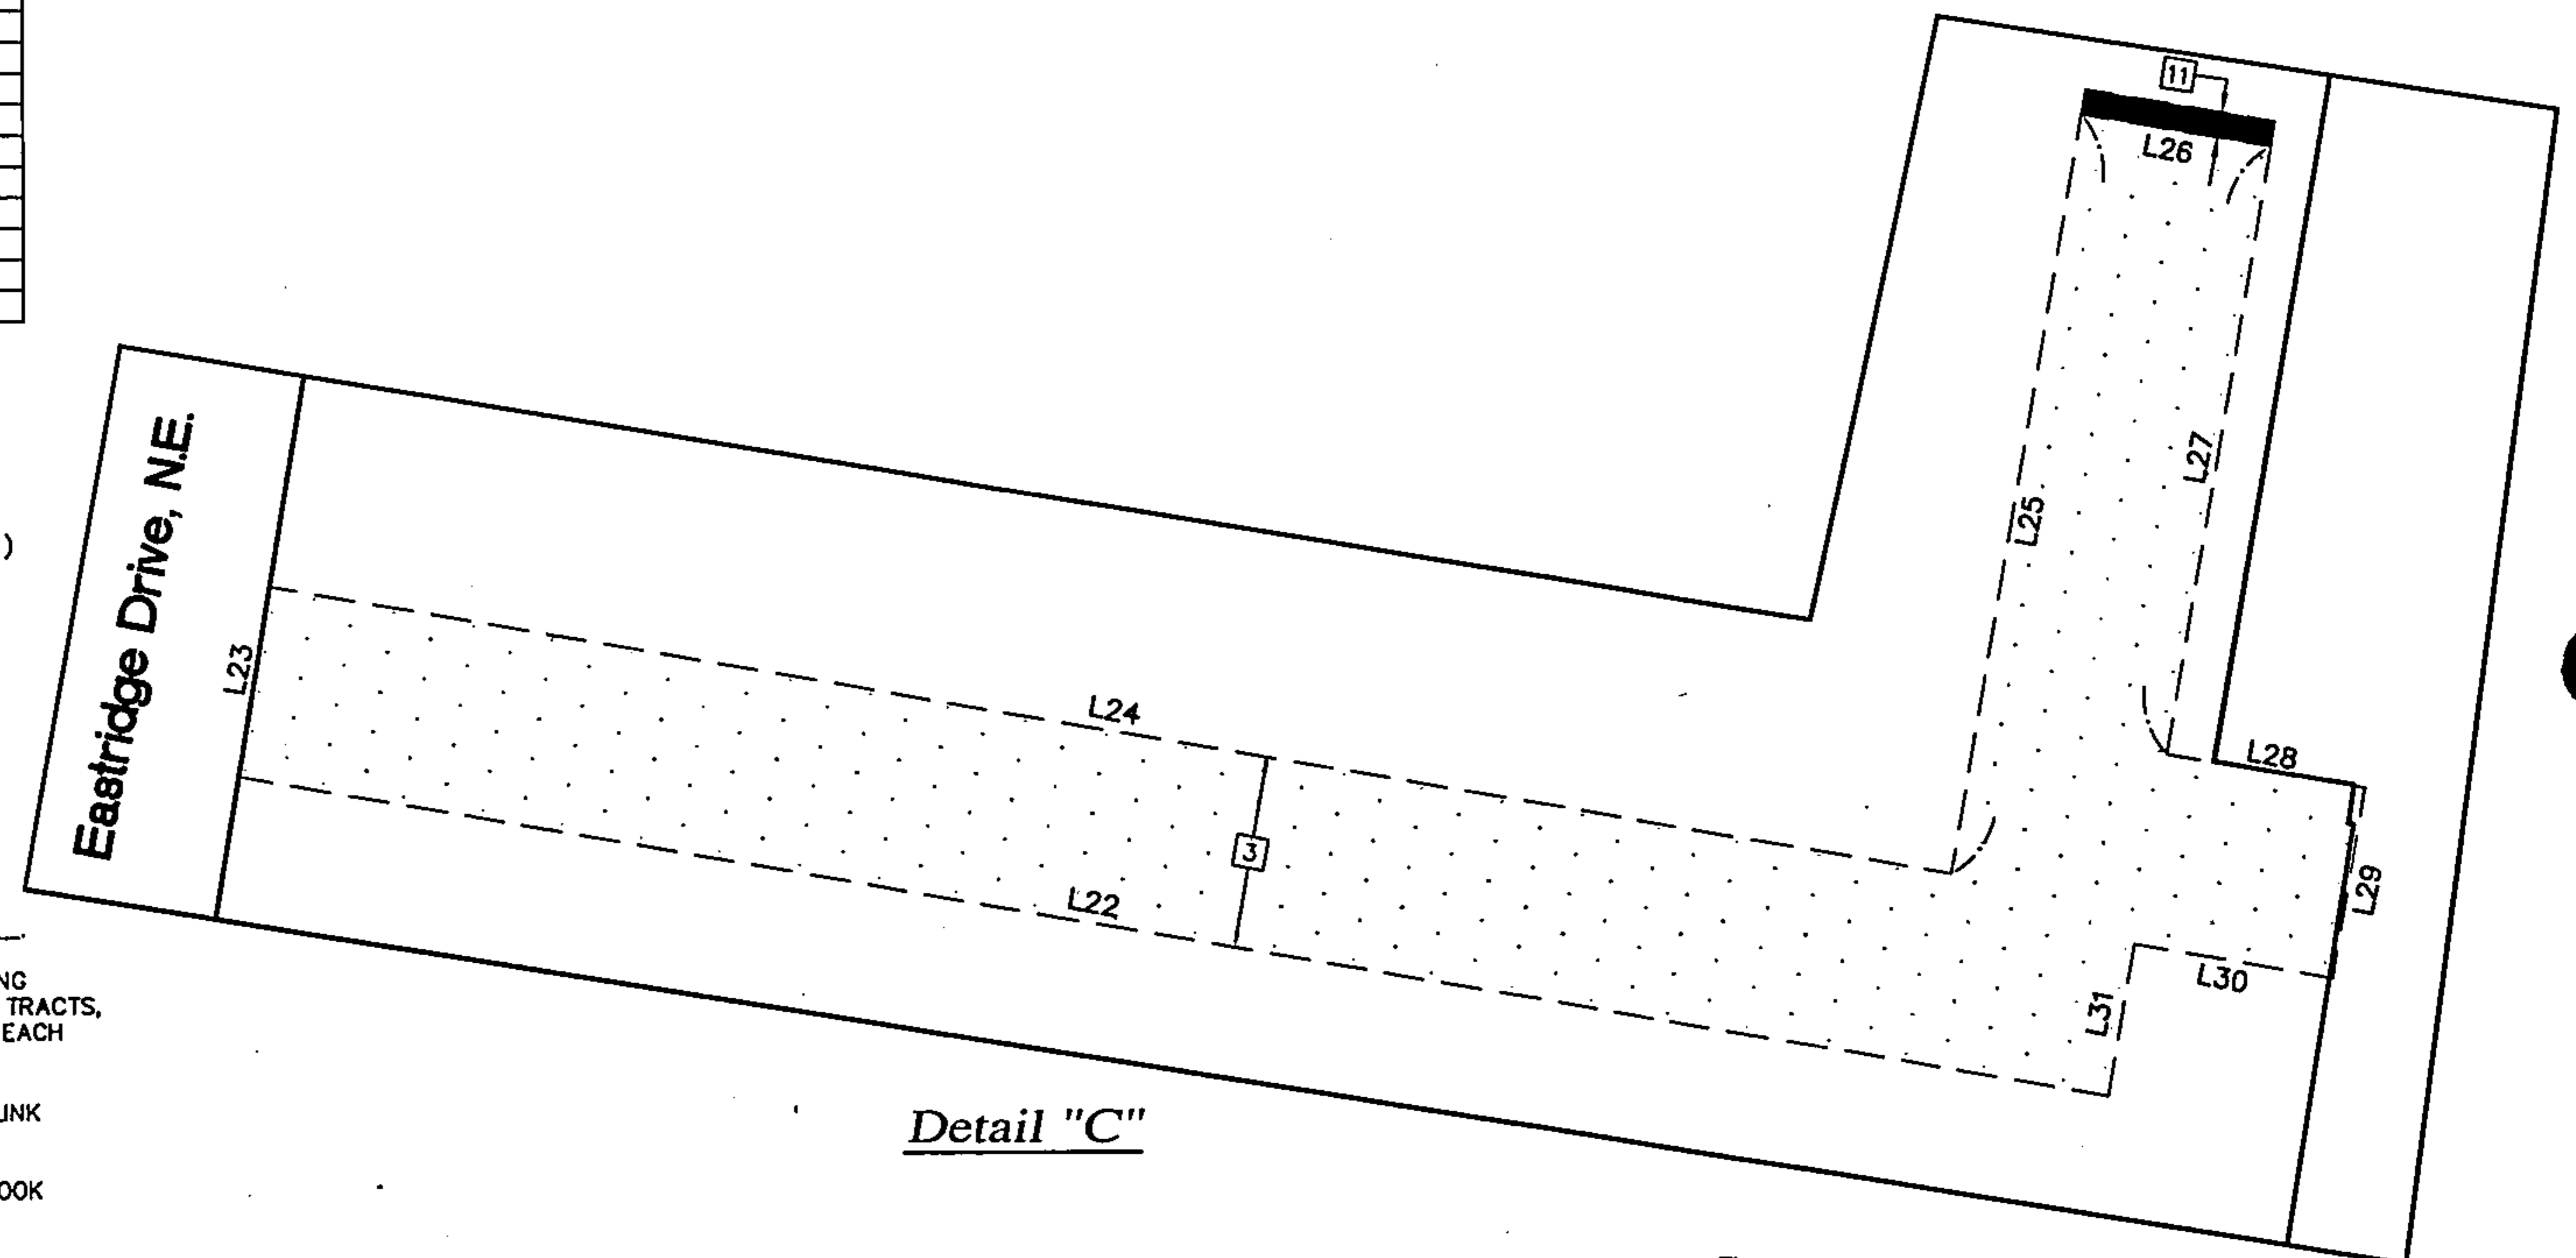 11
L26
Eastridge Drive, N.E.
L27
L25
)
L23
L24
L28
3
L29
L22
L30
L31
NG
TRACTS,
EACH
Detail "C"
OOK